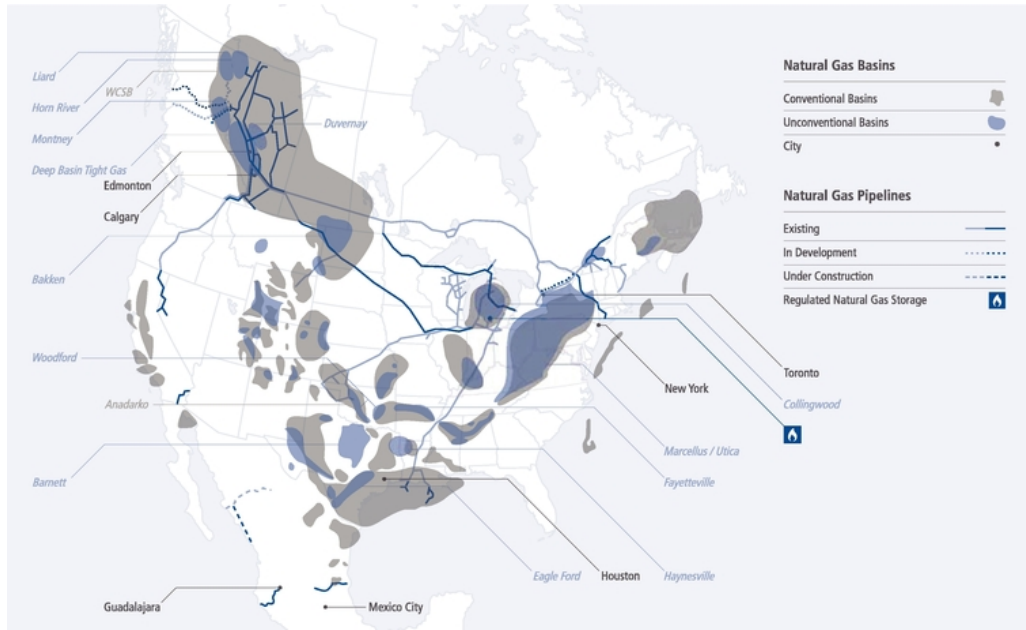 Liard
WCSB
Horn River
Montney
Duvernay
Deep Basin Tight Gas
Edmonton
Calgary
Bakken
Woodford
Anadarko
Barnett
Guadalajara
Mexico City
Eagle Ford
Houston
Haynesville
Fayetteville
Marcellus / Utica
New York
Toronto
Collingwood
Natural Gas Basins
Conventional Basins
Unconventional Basins
City
Natural Gas Pipelines
Existing
In Development
Under Construction
Regulated Natural Gas Storage